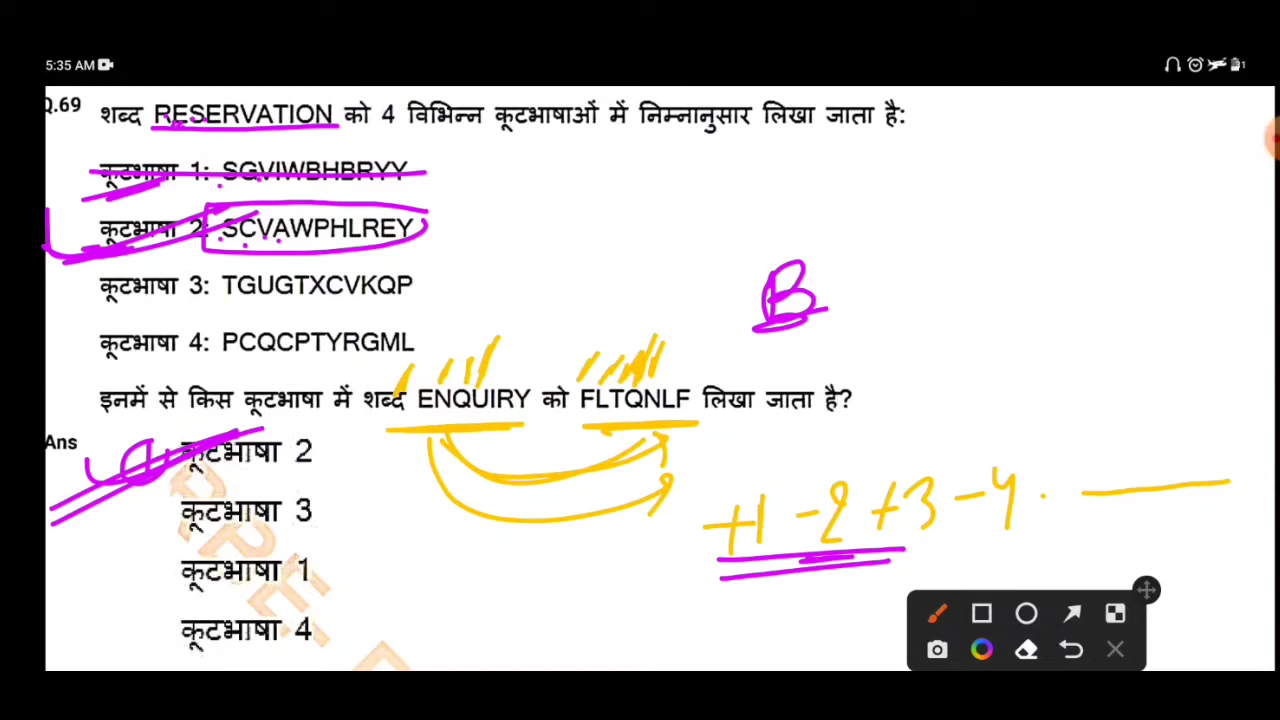 5:35 AM
Q.69 शब्द RESERVATION को 4 विभिन्न कूटभाषाओं में निम्नानुसार लिखा जाता है:
कूटभाषा 1: SGVIWBHBRYY
कूटभाषा 2: SCVAWPHLREY
कूटभाषा 3: TGUGTXCVKQP
कूटभाषा 4: PCQCPTYRGML
B
इनमें से किस कूटभाषा में शब्द ENQUIRY को FLTQNLF लिखा जाता है?
Ans कूटभाषा 2
कूटभाषा 3
+1 -2 +3 -4
कूटभाषा 1
कूटभाषा 4